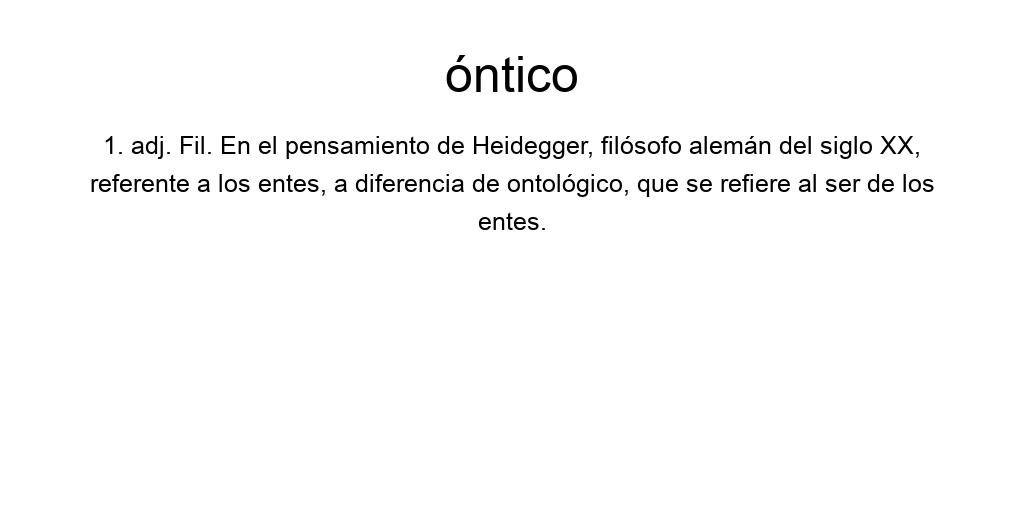 óntico
1. adj. Fil. En el pensamiento de Heidegger, filósofo alemán del siglo XX,
referente a los entes, a diferencia de ontológico, que se refiere al ser de los
entes.